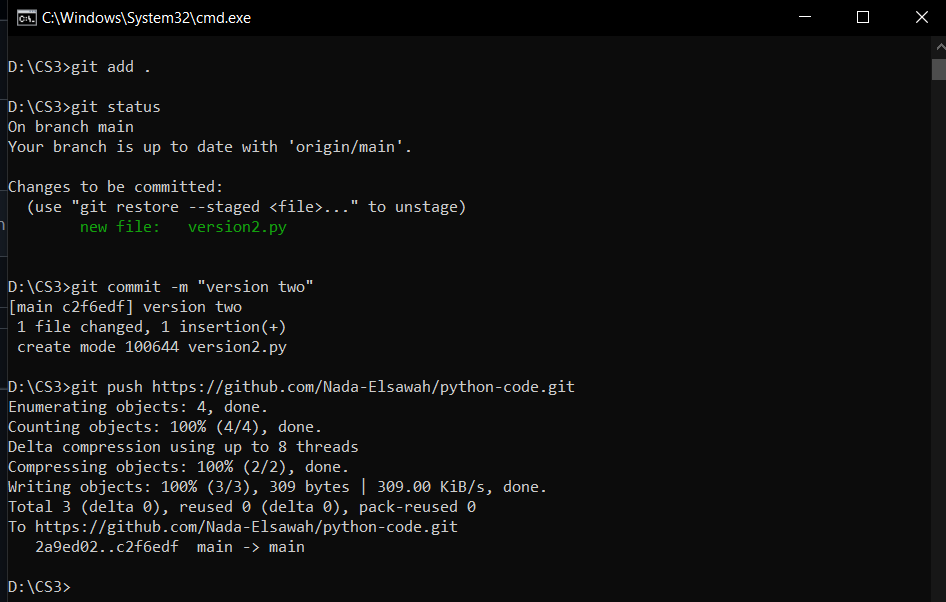 C:\Windows\System32\cmd.exe
D:\CS3>git add .
D:\CS3>git status
On branch main
Your branch is up to date with 'origin/main'.
Changes to be committed:
  (use "git restore --staged <file>..." to unstage)
        new file:   version2.py
D:\CS3>git commit -m "version two"
[main c2f6edf] version two
 1 file changed, 1 insertion(+)
 create mode 100644 version2.py
D:\CS3>git push https://github.com/Nada-Elsawah/python-code.git
Enumerating objects: 4, done.
Counting objects: 100% (4/4), done.
Delta compression using up to 8 threads
Compressing objects: 100% (2/2), done.
Writing objects: 100% (3/3), 309 bytes | 309.00 KiB/s, done.
Total 3 (delta 0), reused 0 (delta 0), pack-reused 0
To https://github.com/Nada-Elsawah/python-code.git
   2a9ed02..c2f6edf  main -> main
D:\CS3>